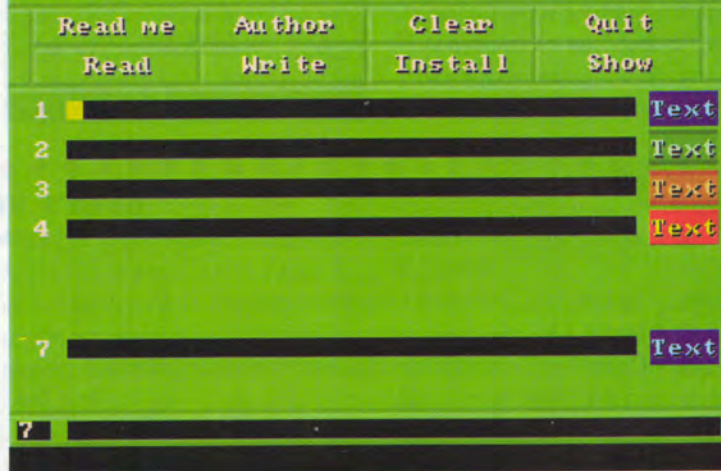 Read me Author Clear Quit
Read Write Install Show
1 Text
2 Text
3 Text
4 Text
7 Text
7